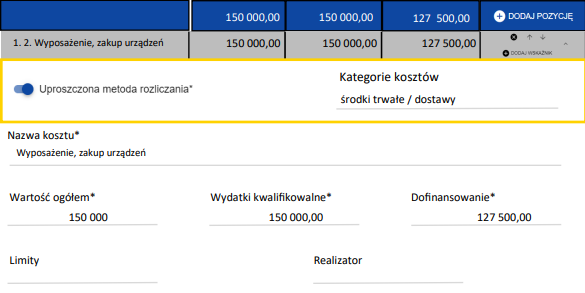 150 000,00 150 000,00 127 500,00 DODAJ POZYCJĘ
1. 2. Wyposażenie, zakup urządzeń 150 000,00 150 000,00 127 500,00
DODAJ WSKAŹNIK
Uproszczona metoda rozliczania*
Kategorie kosztów
środki trwałe / dostawy
Nazwa kosztu*
Wyposażenie, zakup urządzeń
Wartość ogółem* Wydatki kwalifikowalne* Dofinansowanie*
150 000 150 000,00 127 500,00
Limity Realizator